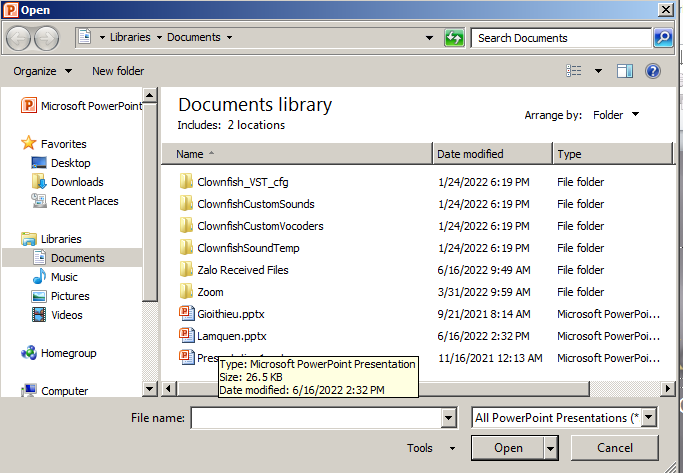 Open
Libraries Documents
Search Documents
Organize New folder
Microsoft PowerPoint
Favorites
Desktop
Downloads
Recent Places
Libraries
Documents
Music
Pictures
Videos
Homegroup
Computer
Documents library
Includes: 2 locations
Arrange by: Folder
Name Date modified Type
Clownfish_VST_cfg 1/24/2022 6:19 PM File folder
ClownfishCustomSounds 1/24/2022 6:19 PM File folder
ClownfishCustomVocoders 1/24/2022 6:19 PM File folder
ClownfishSoundTemp 1/24/2022 6:19 PM File folder
Zalo Received Files 6/16/2022 9:49 AM File folder
Zoom 3/31/2022 9:59 AM File folder
Gioithieu.pptx 9/21/2021 8:14 AM Microsoft PowerPoi...
Lamquen.pptx 6/16/2022 2:32 PM Microsoft PowerPoi...
11/16/2021 12:13 AM Microsoft PowerPoi...
Type: Microsoft PowerPoint Presentation
Size: 26.5 KB
Date modified: 6/16/2022 2:32 PM
File name: All PowerPoint Presentations (*
Tools Open Cancel